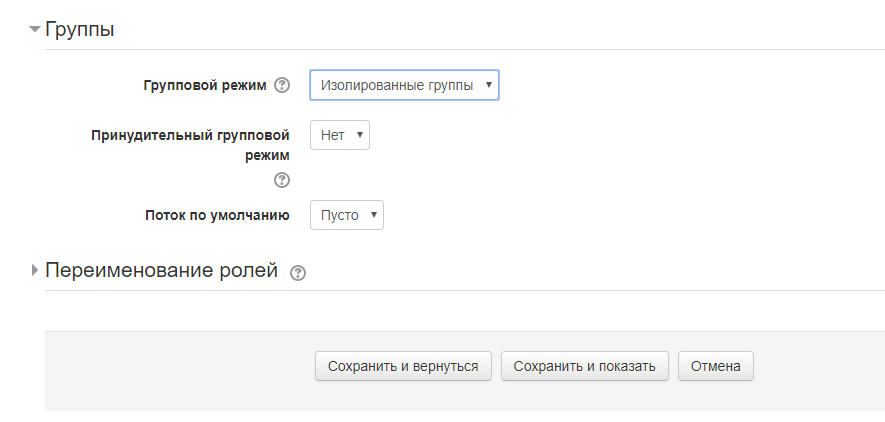 Группы
Групповой режим ? Изолированные группы
Принудительный групповой Нет
режим
?
Поток по умолчанию Пусто
Переименование ролей ?
Сохранить и вернуться Сохранить и показать Отмена